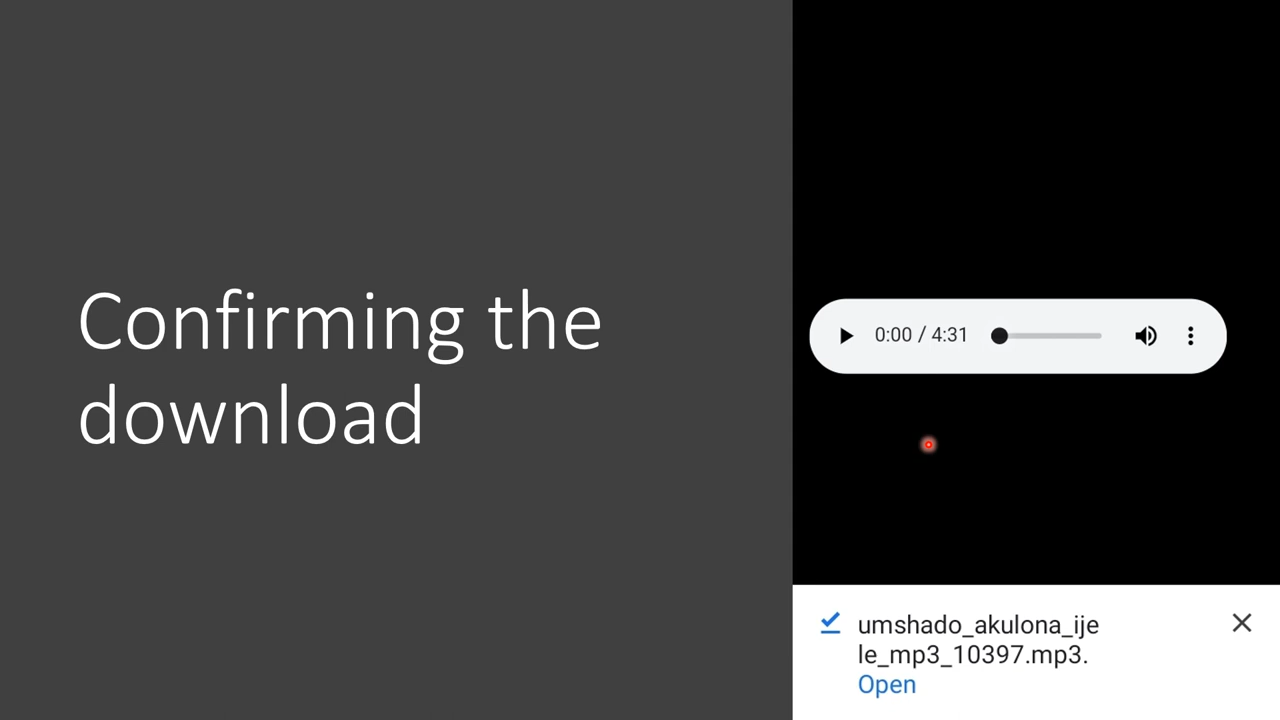 Confirming the
download
0:00 / 4:31
umshado_akulona_ije
le_mp3_10397.mp3.
Open